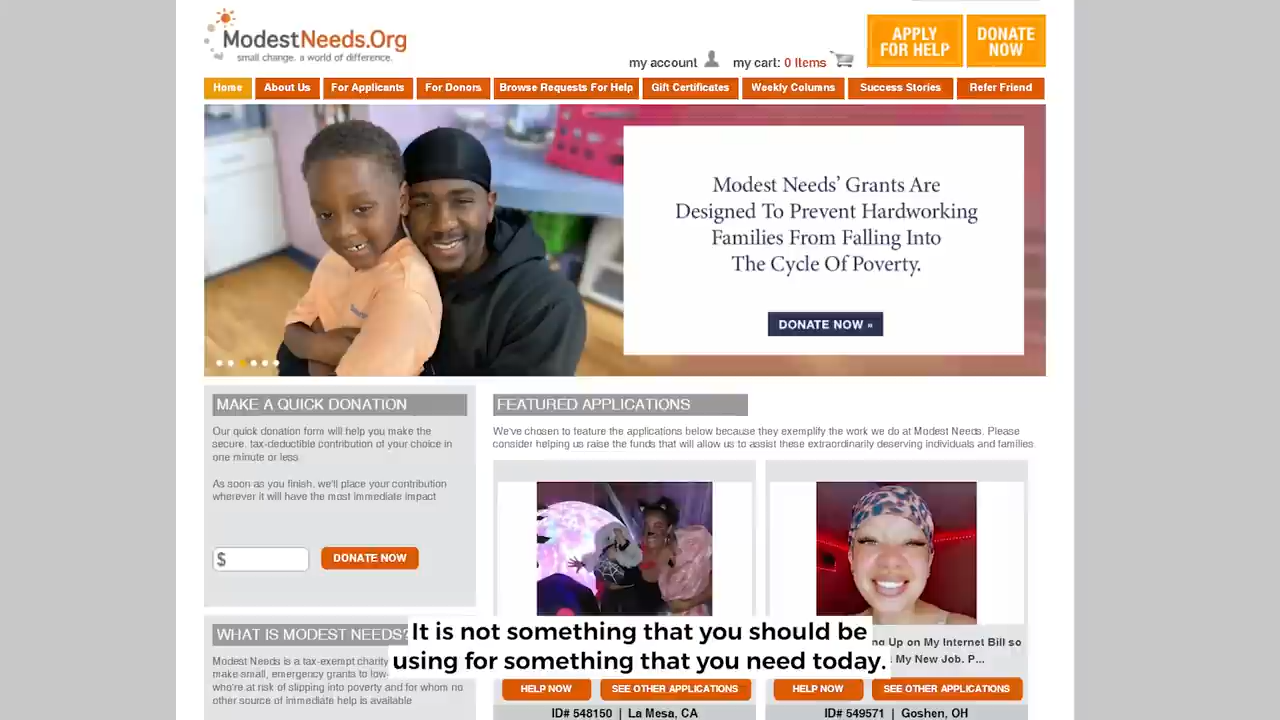 ModestNeeds.Org
small change. a world of difference.
my account my cart: 0 Items
APPLY
FOR HELP
DONATE
NOW
Home About Us For Applicants For Donors Browse Requests For Help Gift Certificates Weekly Columns Success Stories Refer Friend
Modest Needs' Grants Are
Designed To Prevent Hardworking
Families From Falling Into
The Cycle Of Poverty.
DONATE NOW »
MAKE A QUICK DONATION
Our quick donation form will help you make the
secure, tax-deductible contribution of your choice in
one minute or less.
As soon as you finish, we'll place your contribution
wherever it will have the most immediate impact
$ DONATE NOW
WHAT IS MODEST NEEDS?
Modest Needs is a tax-exempt charity
make small, emergency grants to low-
who're at risk of slipping into poverty and for whom no
other source of immediate help is available
FEATURED APPLICATIONS
We've chosen to feature the applications below because they exemplify the work we do at Modest Needs. Please
consider helping us raise the funds that will allow us to assist these extraordinarily deserving individuals and families.
Up on My Internet Bill so
My New Job. P...
HELP NOW SEE OTHER APPLICATIONS
ID# 548150 | La Mesa, CA
HELP NOW SEE OTHER APPLICATIONS
ID# 549571 | Goshen, OH
It is not something that you should be
using for something that you need today.